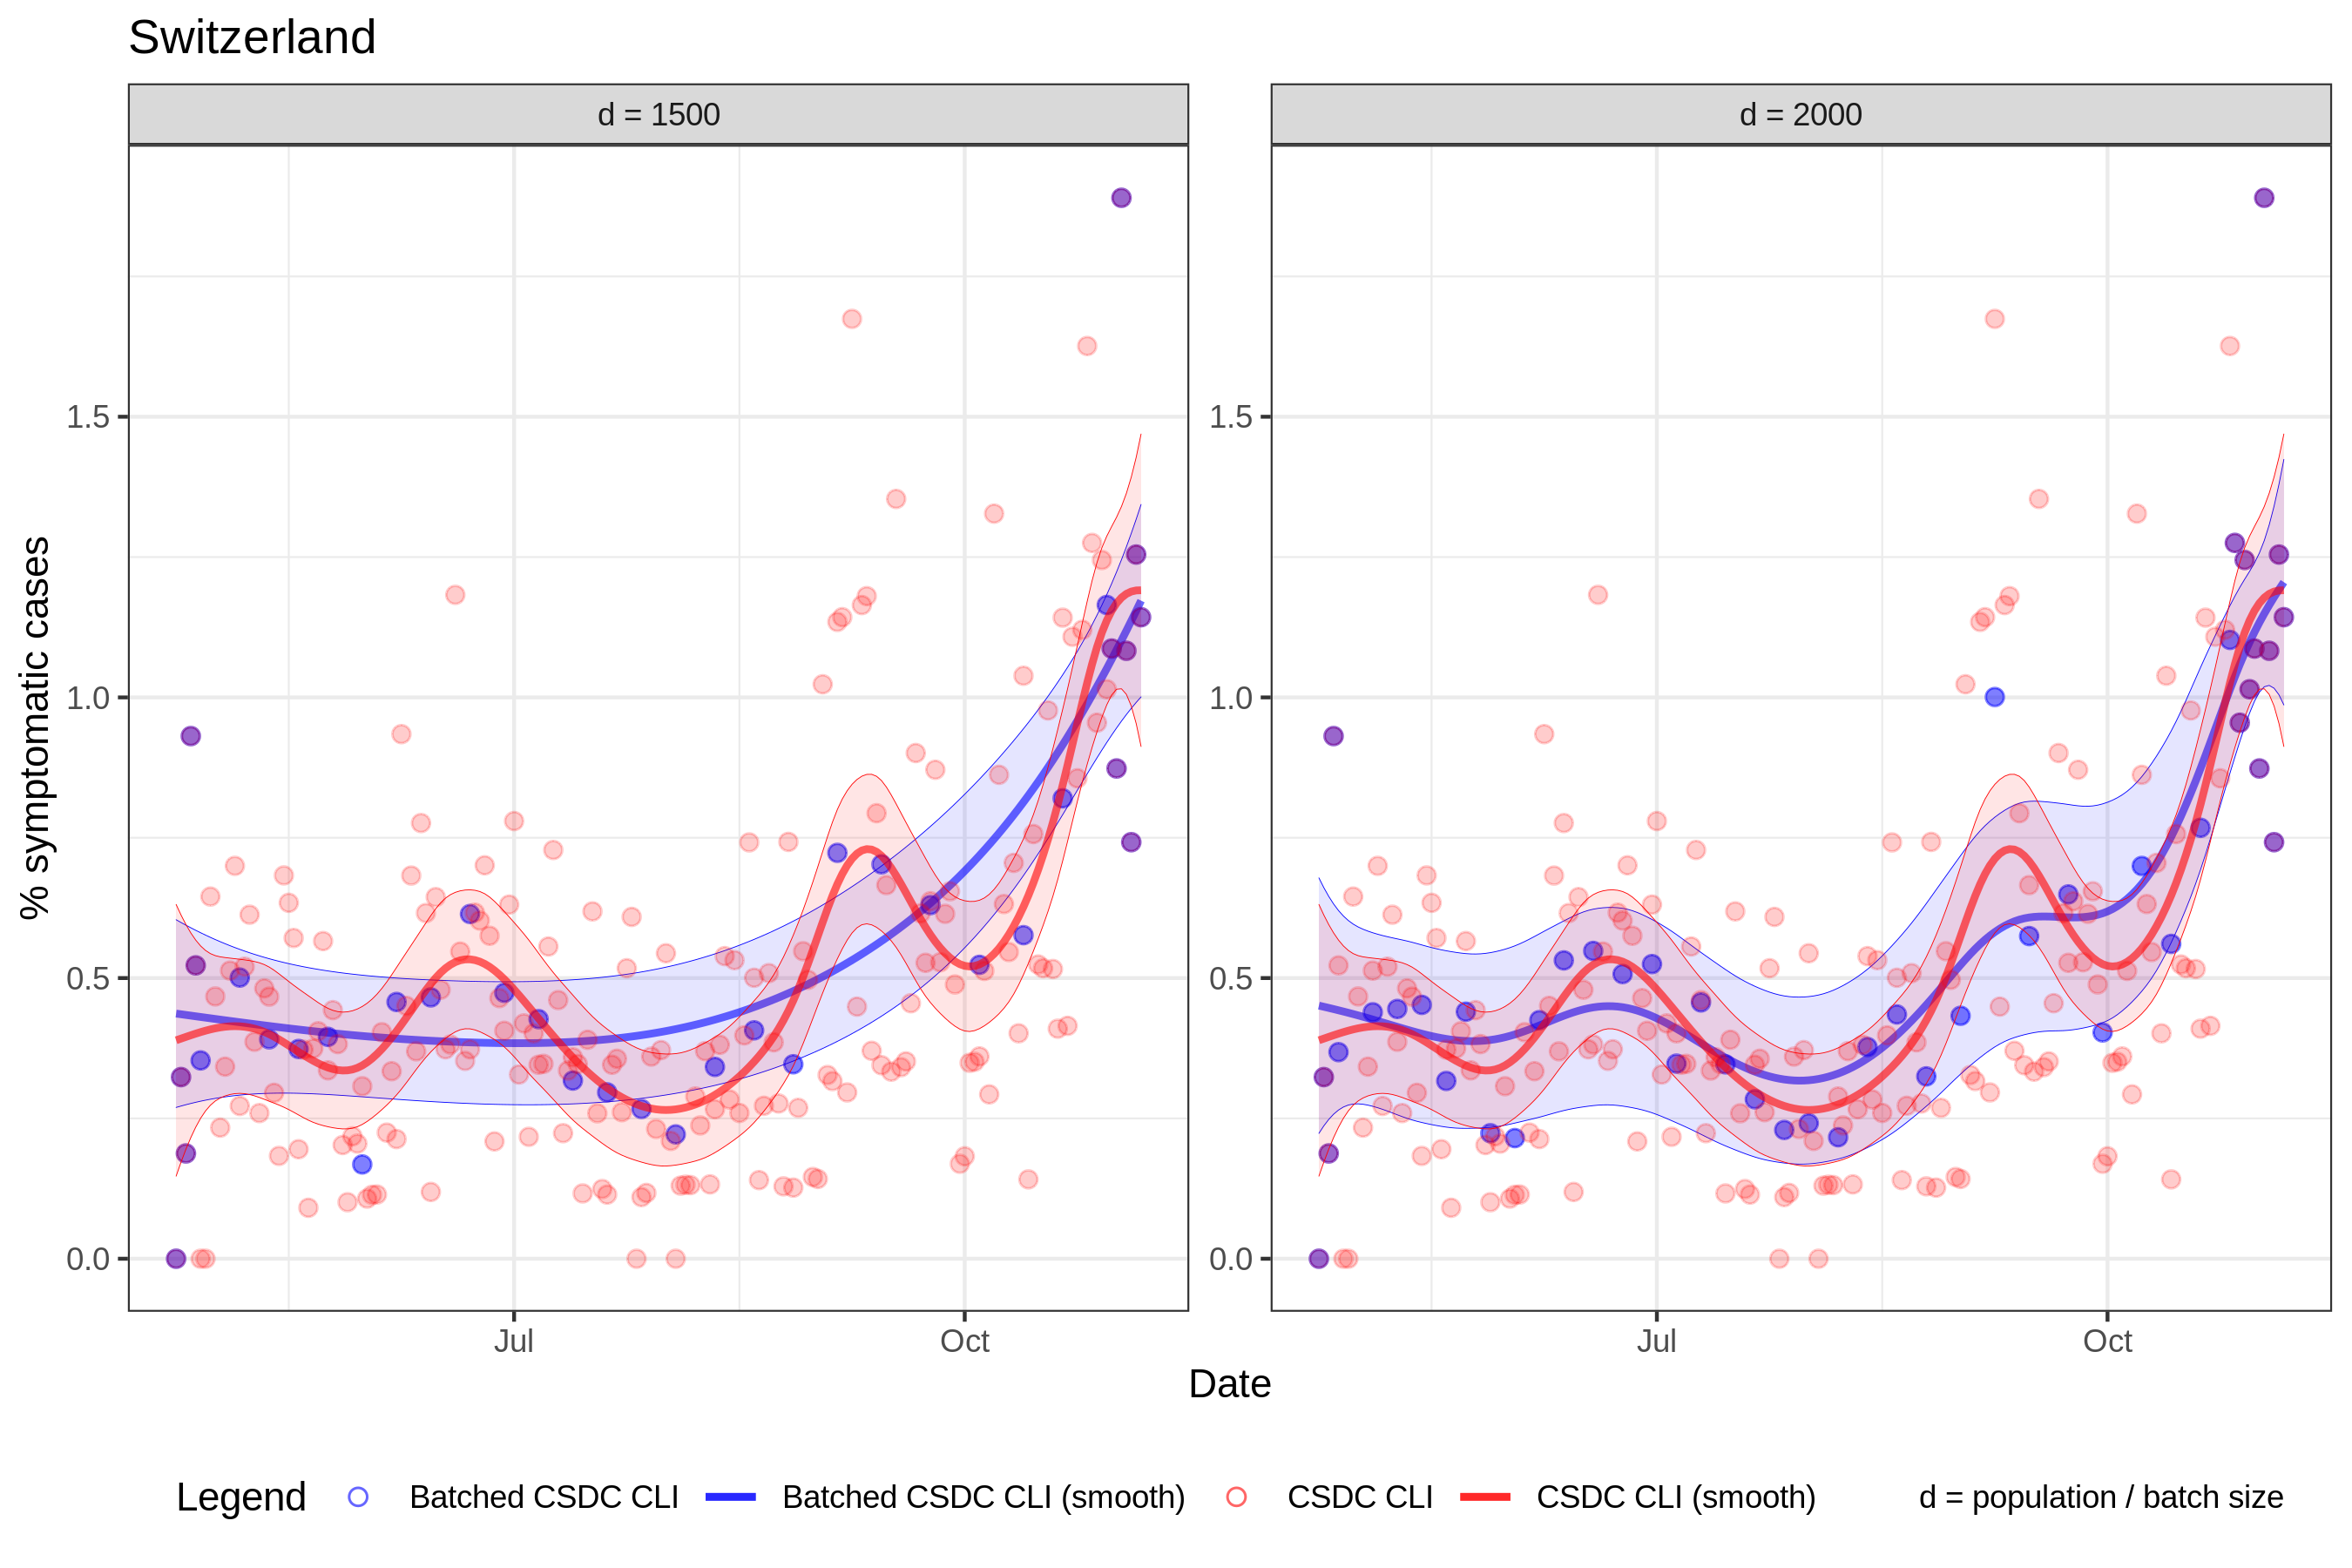 Switzerland
d = 1500
d = 2000
% symptomatic cases
1.5
1.0
0.5
0.0
1.5
1.0
0.5
0.0
Jul
Oct
Jul
Oct
Date
Legend
Batched CSDC CLI
Batched CSDC CLI (smooth)
CSDC CLI
CSDC CLI (smooth)
d = population / batch size